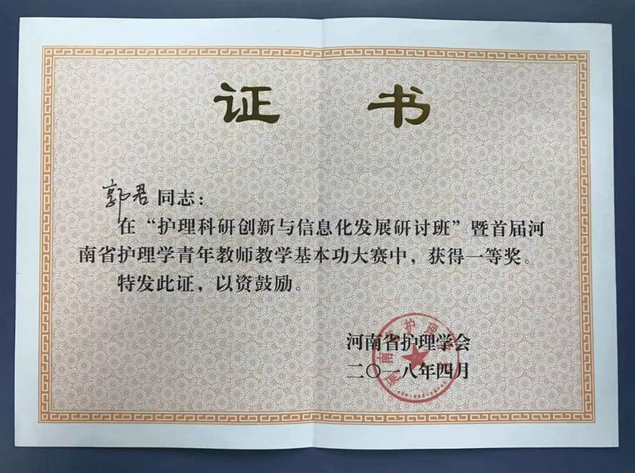 证 书
郭君同志：
在“护理科研创新与信息化发展研讨班”暨首届河
南省护理学青年教师教学基本功大赛中，获得一等奖。
特发此证，以资鼓励。
河南省护理学会
二〇一八年四月